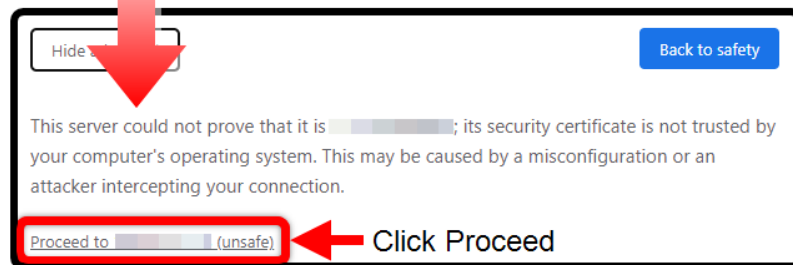 Hide
Back to safety
This server could not prove that it is ; its security certificate is not trusted by
your computer's operating system. This may be caused by a misconfiguration or an
attacker intercepting your connection.
Proceed to (unsafe)
Click Proceed